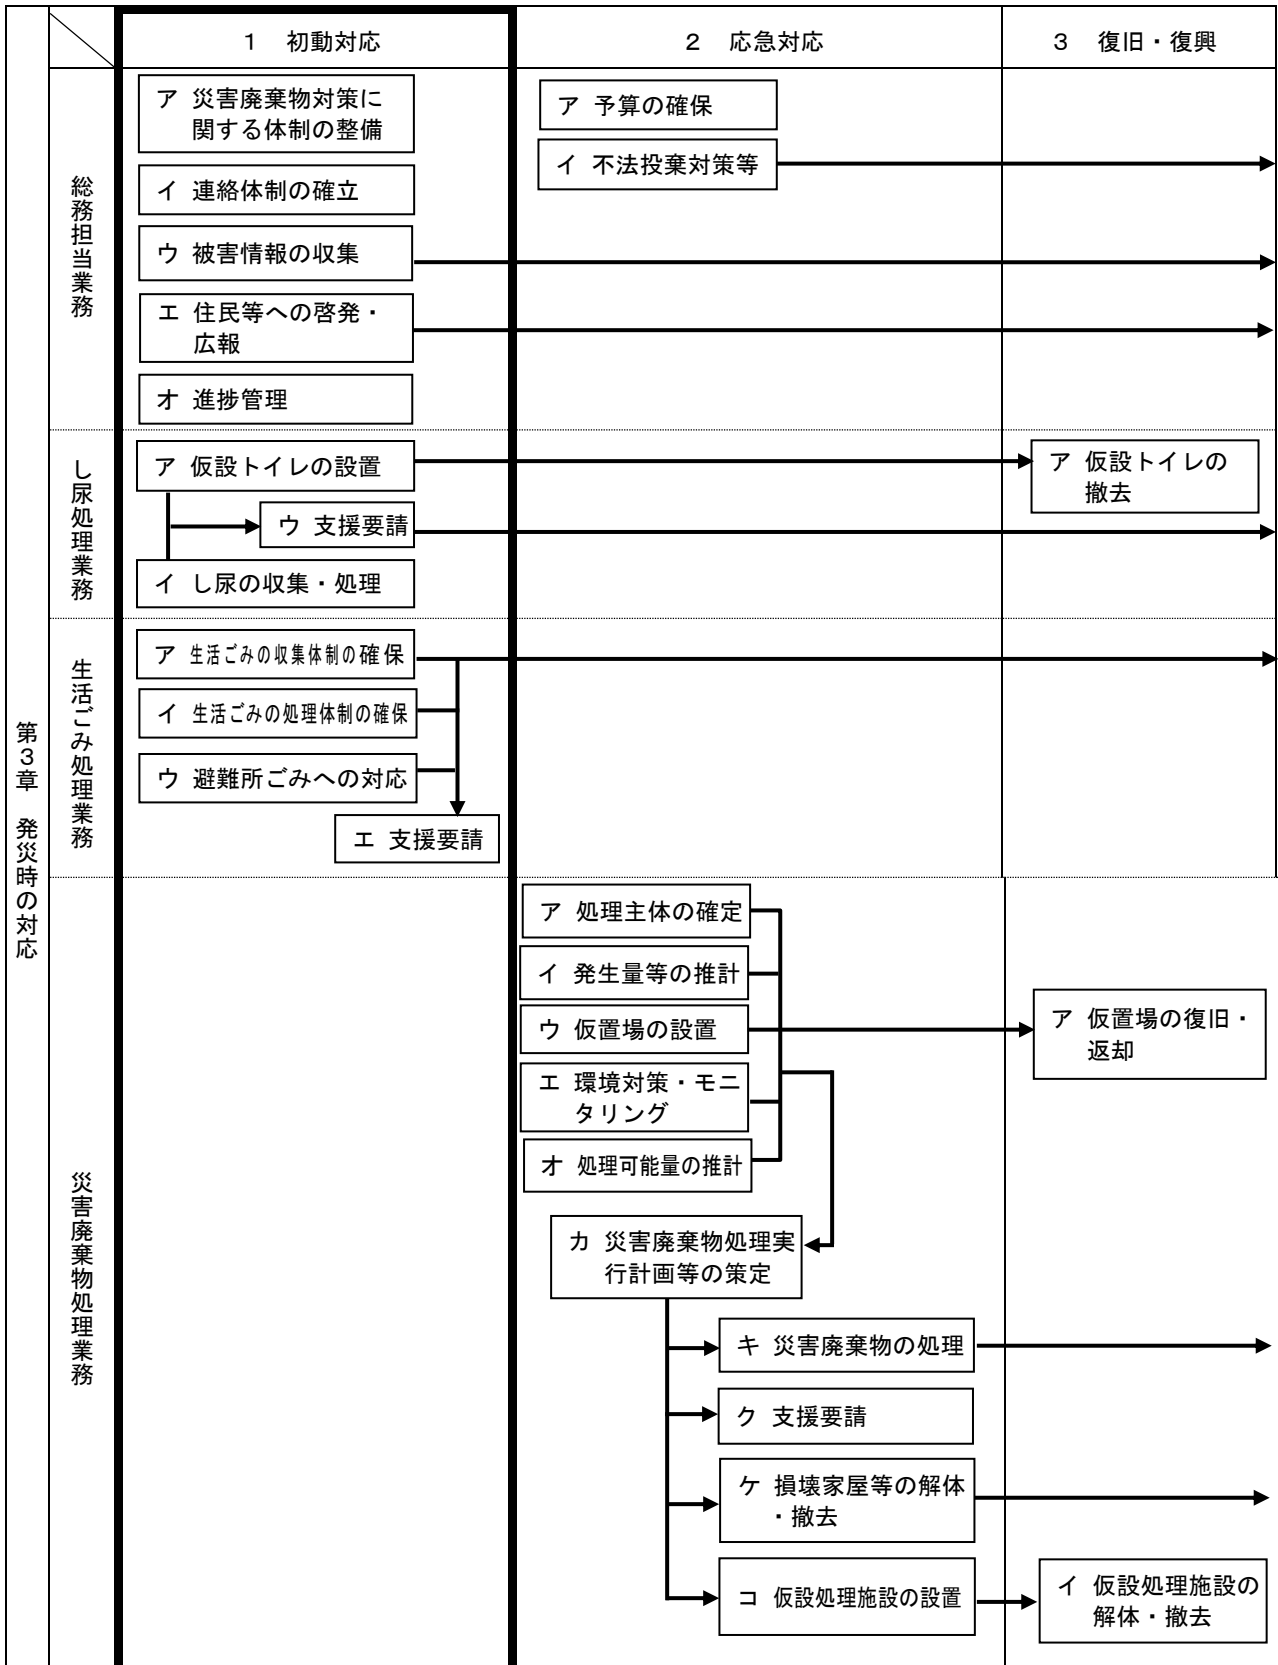 第3章　発災時の対応
１　初動対応
２　応急対応
３　復旧・復興
総務担当業務
ア 災害廃棄物対策に
関する体制の整備
イ 連絡体制の確立
ウ 被害情報の収集
エ 住民等への啓発・
広報
オ 進捗管理
ア 予算の確保
イ 不法投棄対策等
し尿処理業務
ア 仮設トイレの設置
ウ 支援要請
イ し尿の収集・処理
ア 仮設トイレの
撤去
生活ごみ処理業務
ア 生活ごみの収集体制の確保
イ 生活ごみの処理体制の確保
ウ 避難所ごみへの対応
エ 支援要請
災害廃棄物処理業務
ア 処理主体の確定
イ 発生量等の推計
ウ 仮置場の設置
エ 環境対策・モニ
タリング
オ 処理可能量の推計
カ 災害廃棄物処理実
行計画等の策定
キ 災害廃棄物の処理
ク 支援要請
ケ 損壊家屋等の解体
・撤去
コ 仮設処理施設の設置
ア 仮置場の復旧・
返却
イ 仮設処理施設の
解体・撤去